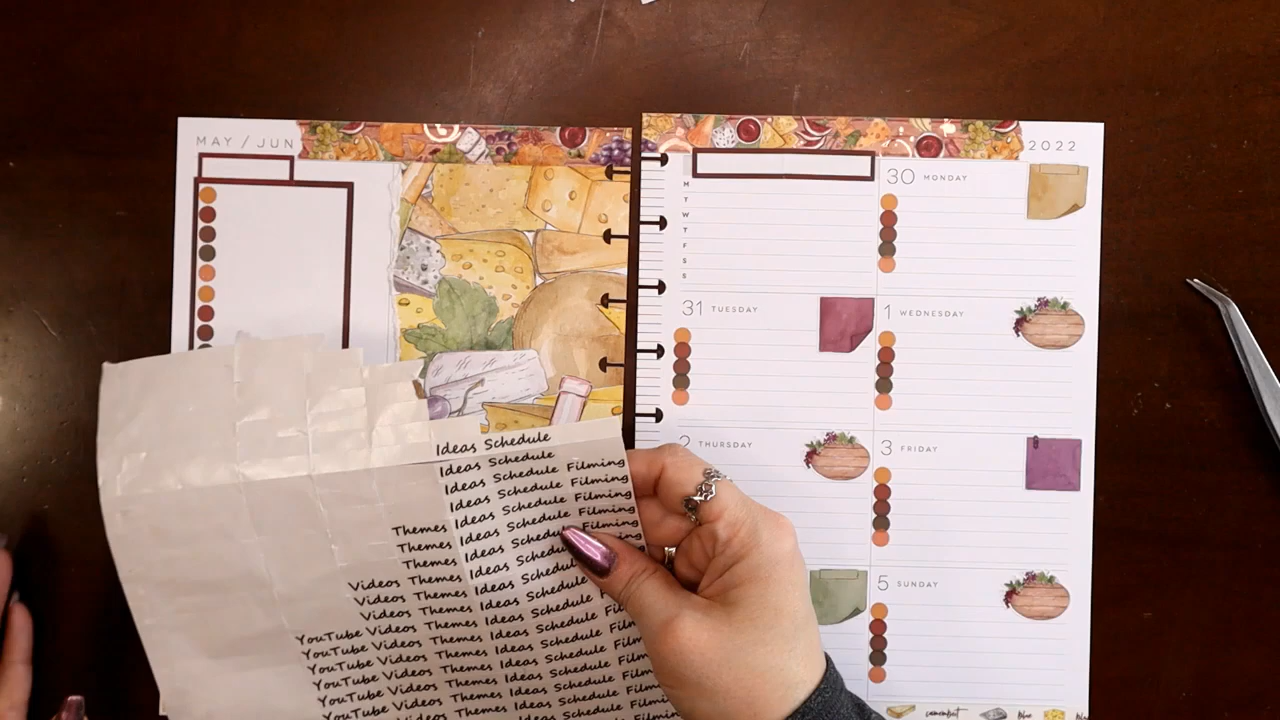 MAY / JUN
2022
M
T
W
T
F
S
S
30 MONDAY
31 TUESDAY
1 WEDNESDAY
2 THURSDAY
3 FRIDAY
5 SUNDAY
Ideas Schedule
Ideas Schedule
Ideas Schedule Filming
Ideas Schedule Filming
Themes Ideas Schedule Filming
Themes Ideas Schedule Filming
Themes Ideas Schedule Filming
Videos Themes Ideas Schedule
Videos Themes Ideas Schedule
Videos Themes Ideas Schedule
YouTube Videos Themes Ideas Schedule
YouTube Videos Themes Ideas Schedule
YouTube Videos Themes Ideas Schedule
YouTube Videos Themes Ideas Schedule
YouTube Videos Themes Ideas Schedule
YouTube Videos Themes Ideas Schedule
camembert
blue